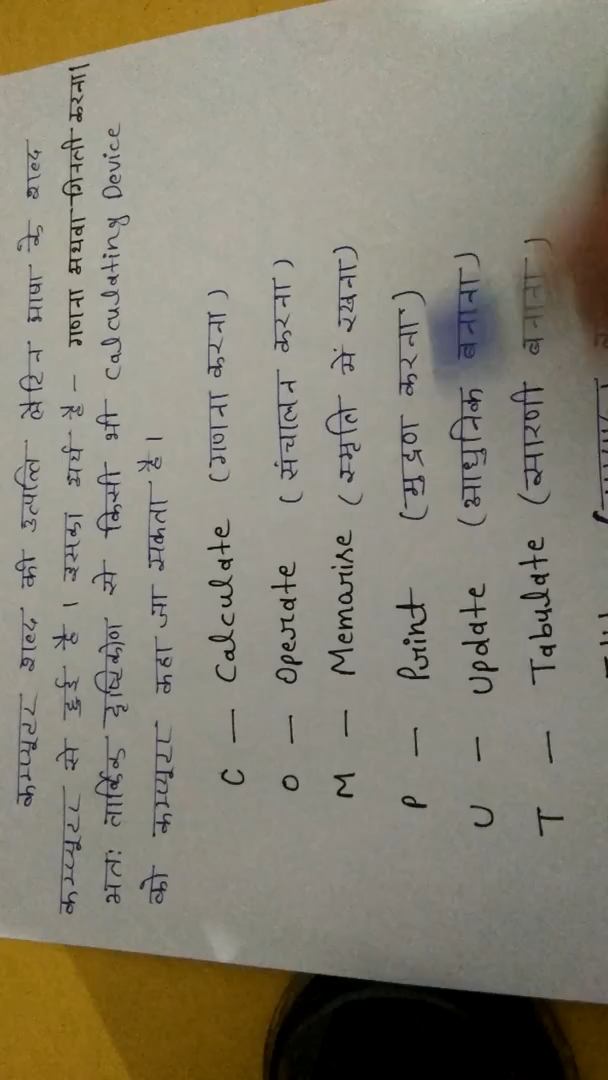 कम्प्यूटर शब्द की उत्पत्ति लैटिन भाषा के शब्द
कम्प्यूटर से हुई है। इसका अर्थ है - गणना अथवा गिनती करना।
अतः तार्किक दृष्टिकोण से किसी भी Calculating Device
को कम्प्यूटर कहा जा सकता है।
C - Calculate (गणना करना)
O - Operate (संचालन करना)
M - Memarise (स्मृति में रखना)
P - Print (मुद्रण करना)
U - Update (आधुनिक बनाना)
T - Tabulate (सारणी बनाना)